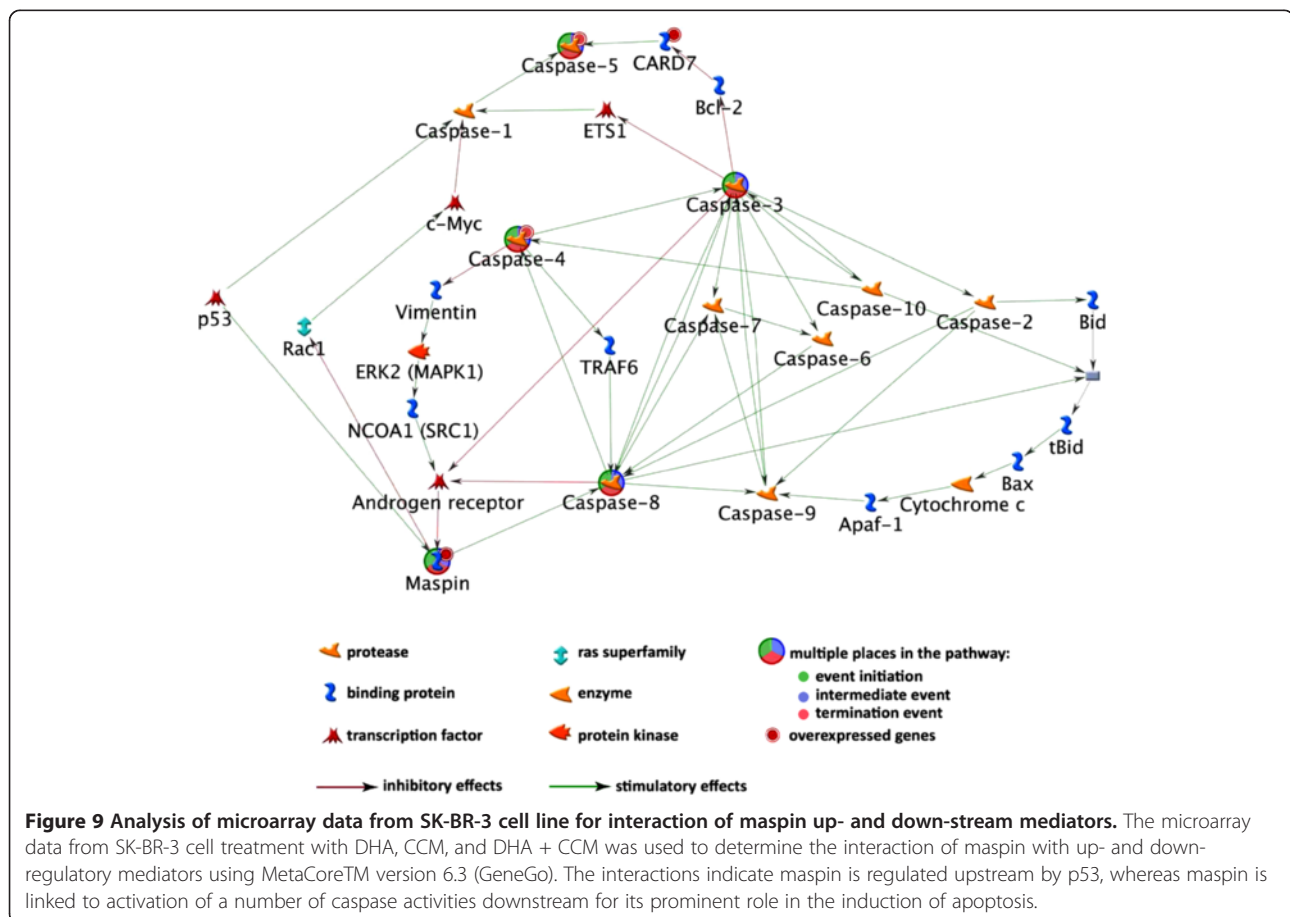 Caspase-5
CARD7
Bcl-2
Caspase-1
ETS1
Caspase-3
c-Myc
Caspase-4
Vimentin
p53
Rac1
Caspase-10
Caspase-2
Bid
Caspase-7
Caspase-6
ERK2 (MAPK1)
TRAF6
NCOA1 (SRC1)
tBid
Bax
Androgen receptor
Caspase-8
Caspase-9
Cytochrome c
Apaf-1
Maspin
protease
ras superfamily
multiple places in the pathway:
event initiation
binding protein
enzyme
intermediate event
termination event
transcription factor
protein kinase
overexpressed genes
inhibitory effects
stimulatory effects
Figure 9 Analysis of microarray data from SK-BR-3 cell line for interaction of maspin up- and down-stream mediators. The microarray
data from SK-BR-3 cell treatment with DHA, CCM, and DHA + CCM was used to determine the interaction of maspin with up- and down-
regulatory mediators using MetaCoreTM version 6.3 (GeneGo). The interactions indicate maspin is regulated upstream by p53, whereas maspin is
linked to activation of a number of caspase activities downstream for its prominent role in the induction of apoptosis.